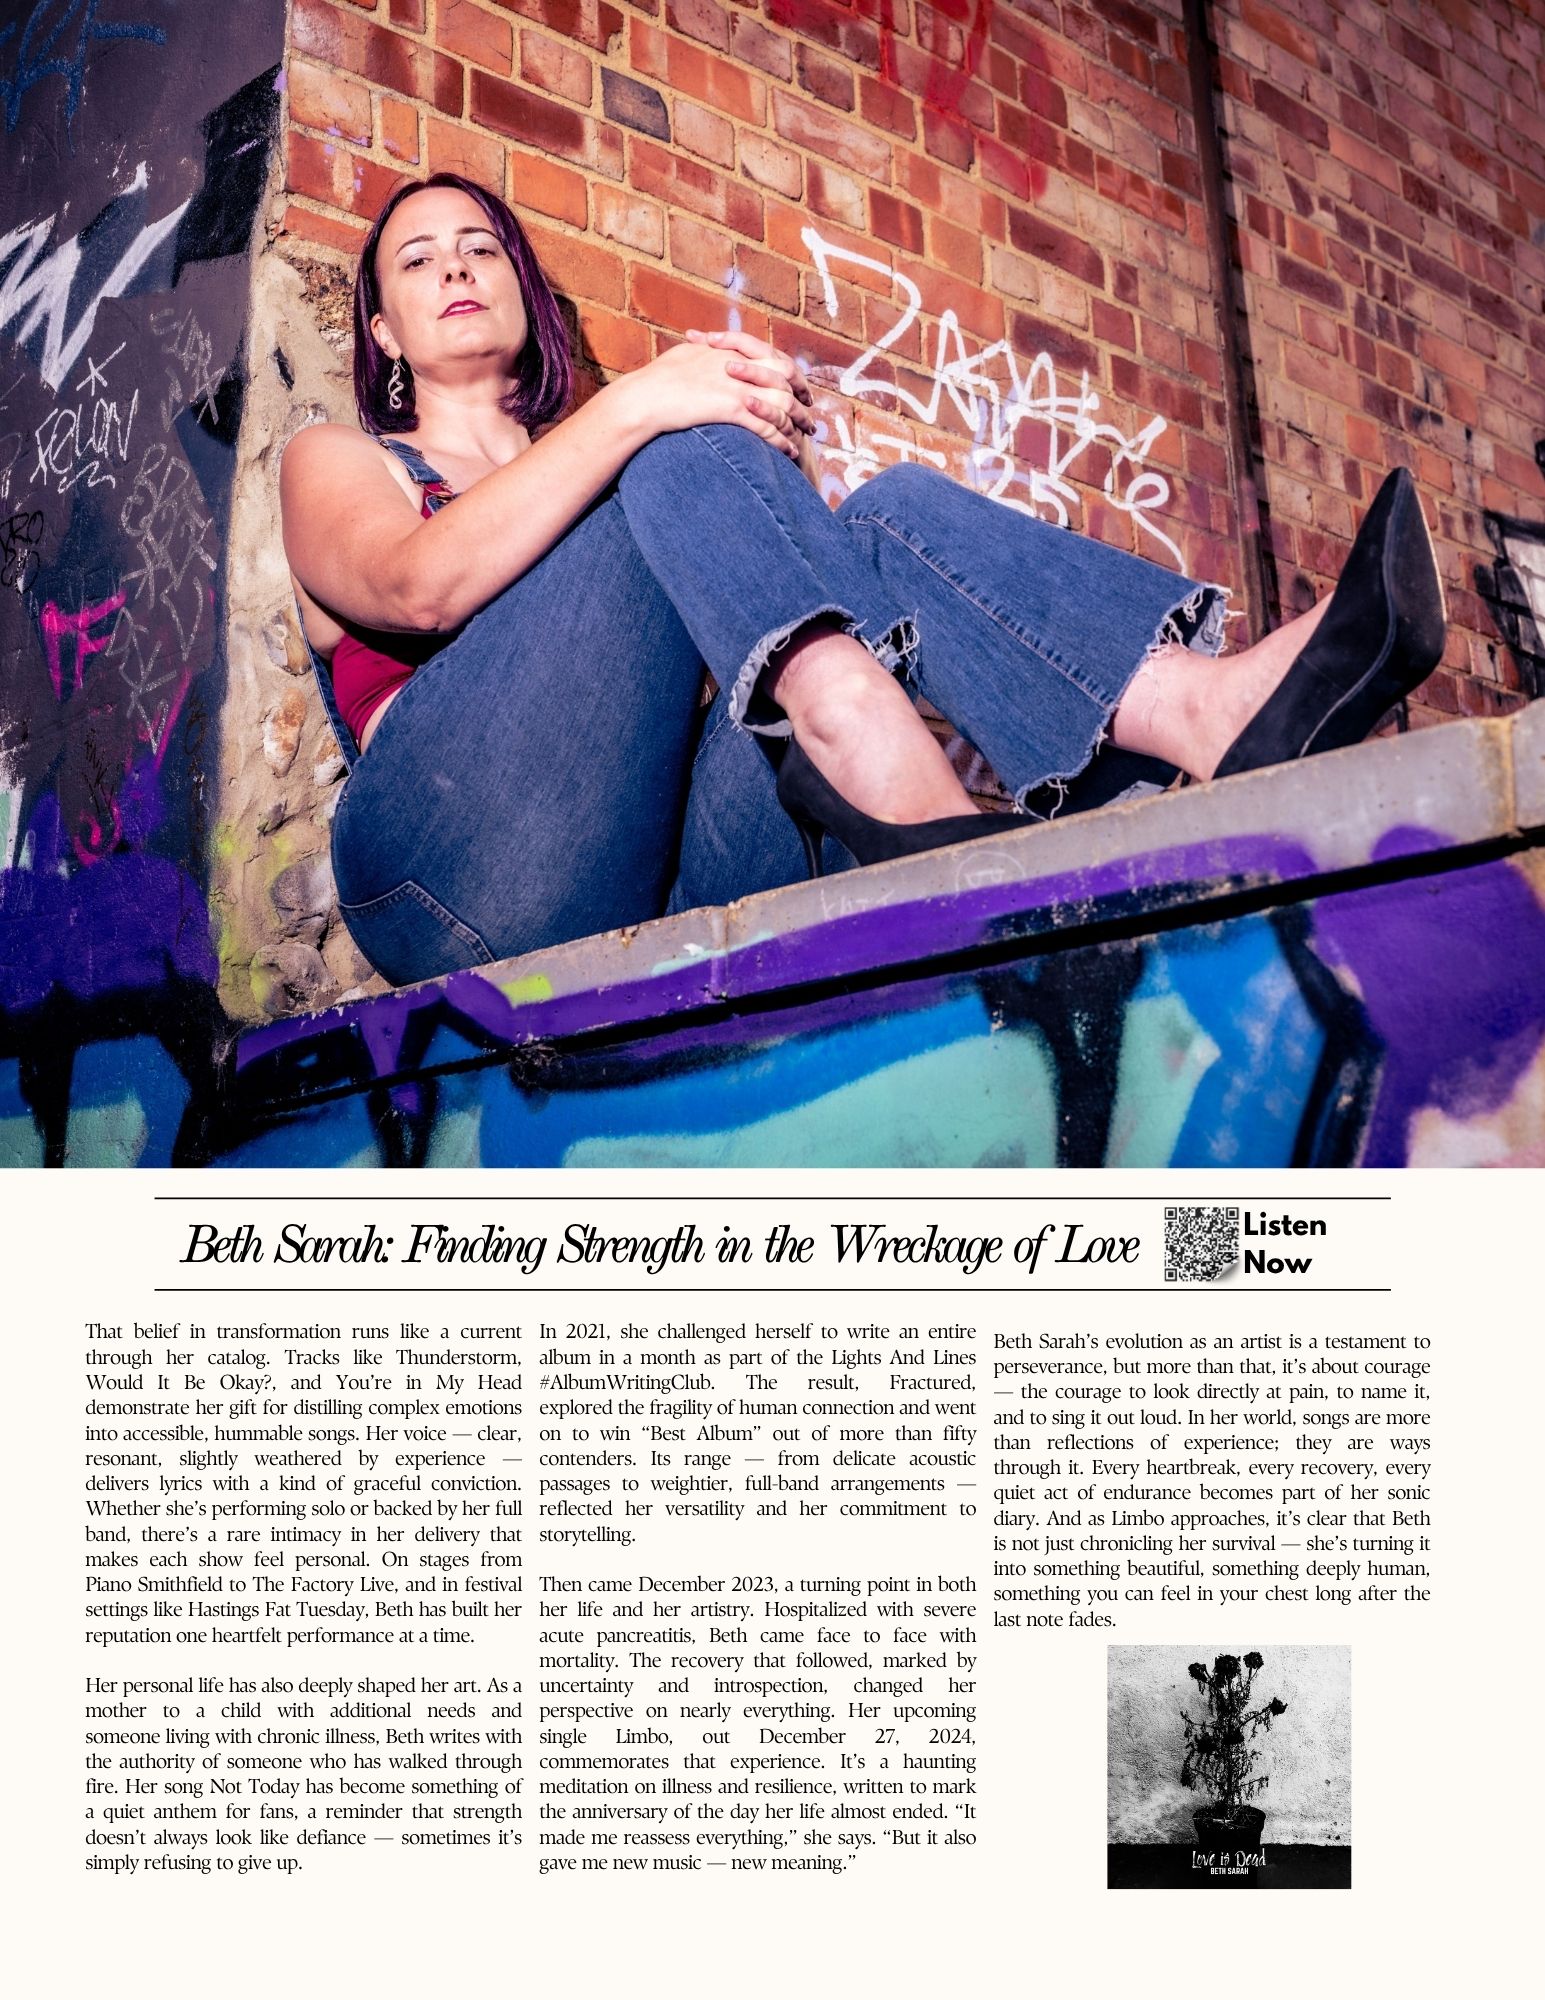 FELON
Beth Sarah: Finding Strength in the Wreckage of Love
Listen
Now
That belief in transformation runs like a current
through her catalog. Tracks like Thunderstorm,
Would It Be Okay?, and You’re in My Head
demonstrate her gift for distilling complex emotions
into accessible, hummable songs. Her voice — clear,
resonant, slightly weathered by experience —
delivers lyrics with a kind of graceful conviction.
Whether she’s performing solo or backed by her full
band, there’s a rare intimacy in her delivery that
makes each show feel personal. On stages from
Piano Smithfield to The Factory Live, and in festival
settings like Hastings Fat Tuesday, Beth has built her
reputation one heartfelt performance at a time.
Her personal life has also deeply shaped her art. As a
mother to a child with additional needs and
someone living with chronic illness, Beth writes with
the authority of someone who has walked through
fire. Her song Not Today has become something of
a quiet anthem for fans, a reminder that strength
doesn’t always look like defiance — sometimes it’s
simply refusing to give up.
In 2021, she challenged herself to write an entire
album in a month as part of the Lights And Lines
#AlbumWritingClub. The result, Fractured,
explored the fragility of human connection and went
on to win “Best Album” out of more than fifty
contenders. Its range — from delicate acoustic
passages to weightier, full-band arrangements —
reflected her versatility and her commitment to
storytelling.
Then came December 2023, a turning point in both
her life and her artistry. Hospitalized with severe
acute pancreatitis, Beth came face to face with
mortality. The recovery that followed, marked by
uncertainty and introspection, changed her
perspective on nearly everything. Her upcoming
single Limbo, out December 27, 2024,
commemorates that experience. It’s a haunting
meditation on illness and resilience, written to mark
the anniversary of the day her life almost ended. “It
made me reassess everything,” she says. “But it also
gave me new music — new meaning.”
Beth Sarah’s evolution as an artist is a testament to
perseverance, but more than that, it’s about courage
— the courage to look directly at pain, to name it,
and to sing it out loud. In her world, songs are more
than reflections of experience; they are ways
through it. Every heartbreak, every recovery, every
quiet act of endurance becomes part of her sonic
diary. And as Limbo approaches, it’s clear that Beth
is not just chronicling her survival — she’s turning it
into something beautiful, something deeply human,
something you can feel in your chest long after the
last note fades.
Love is Dead
BETH SARAH